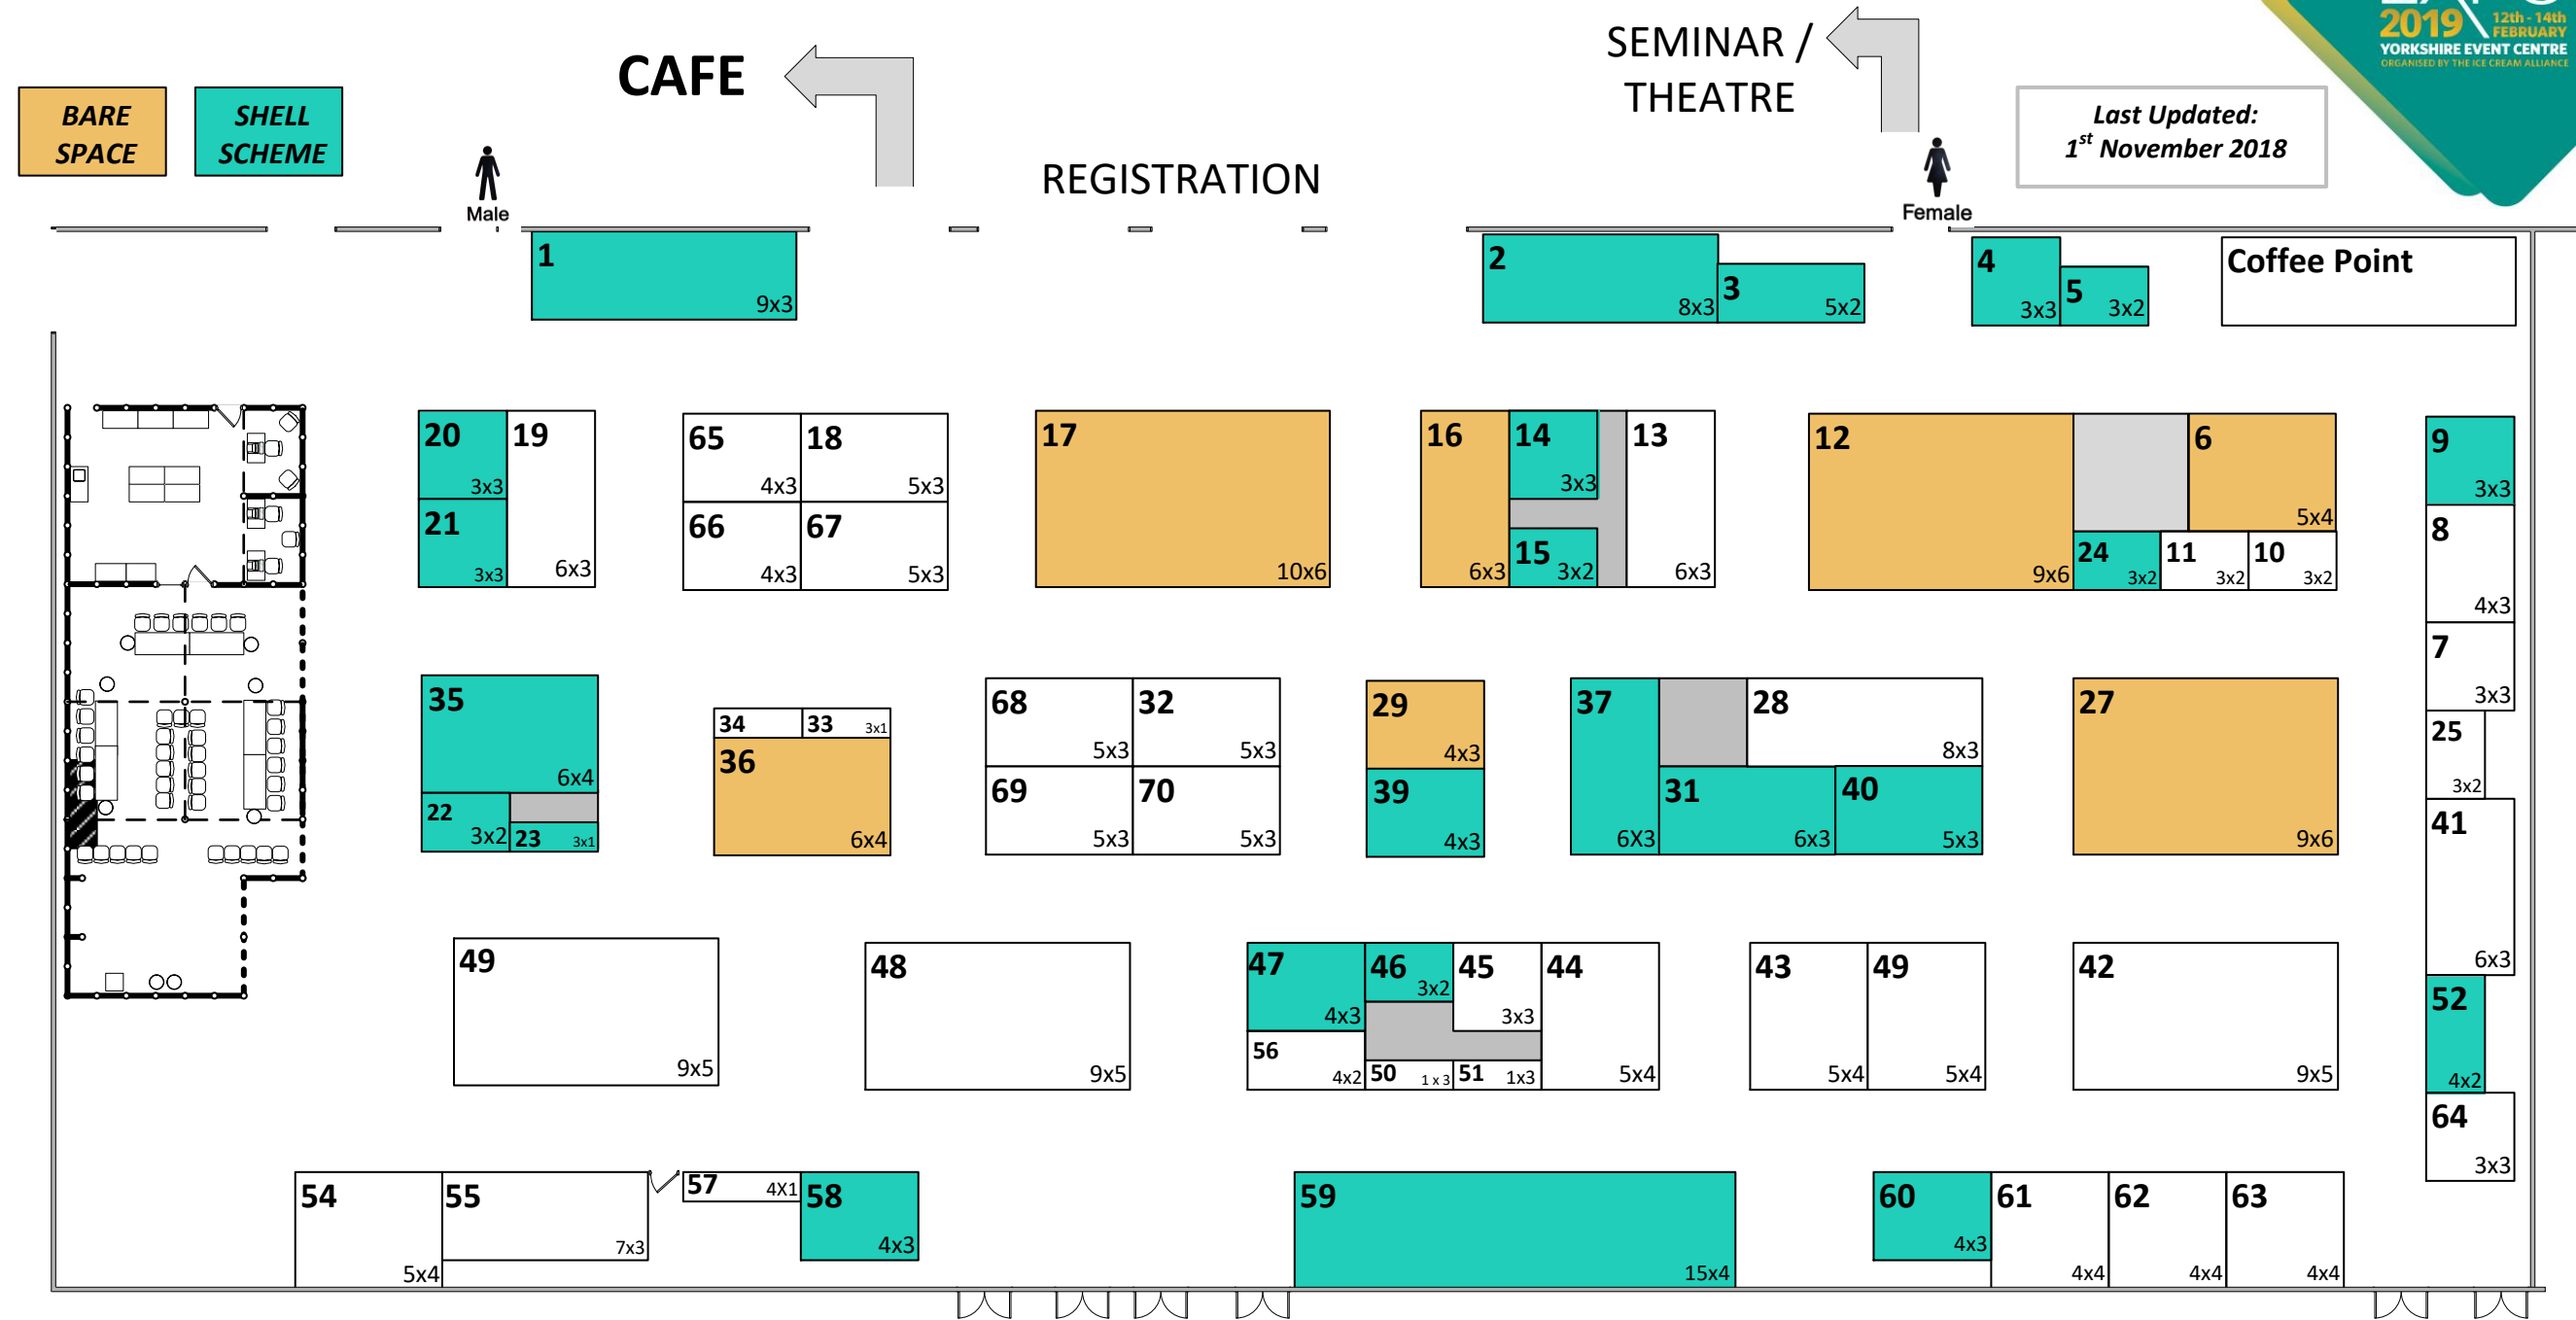 2019
12th - 14th
FEBRUARY
YORKSHIRE EVENT CENTRE
ORGANISED BY THE ICE CREAM ALLIANCE
SEMINAR /
THEATRE
CAFE
BARE
SPACE
SHELL
SCHEME
Last Updated:
1st November 2018
REGISTRATION
Male
Female
1
9x3
2
8x3
3
5x2
4
3x3
5
3x2
Coffee Point
20
3x3
19
6x3
21
3x3
65
4x3
18
5x3
66
4x3
67
5x3
17
10x6
16
6x3
14
3x3
15
3x2
13
6x3
12
9x6
6
5x4
24
3x2
11
3x2
10
3x2
9
3x3
8
4x3
7
3x3
25
3x2
41
6x3
52
4x2
64
3x3
35
6x4
22
3x2
23
3x1
34
33
3x1
36
6x4
68
5x3
32
5x3
69
5x3
70
5x3
29
4x3
39
4x3
37
6X3
28
8x3
31
6x3
40
5x3
27
9x6
49
9x5
48
9x5
47
4x3
46
3x2
45
3x3
44
5x4
56
4x2
50
1 x 3
51
1x3
43
5x4
49
5x4
42
9x5
54
5x4
55
7x3
57
4X1
58
4x3
59
15x4
60
4x3
61
4x4
62
4x4
63
4x4